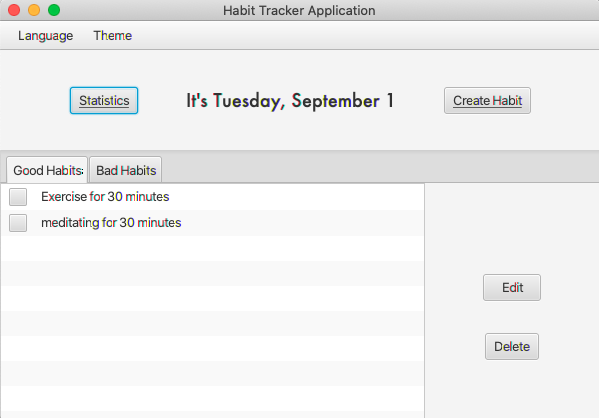 Habit Tracker Application
Language Theme
Statistics
It's Tuesday, September 1
Create Habit
Good Habits:
Bad Habits
Exercise for 30 minutes
meditating for 30 minutes
Edit
Delete